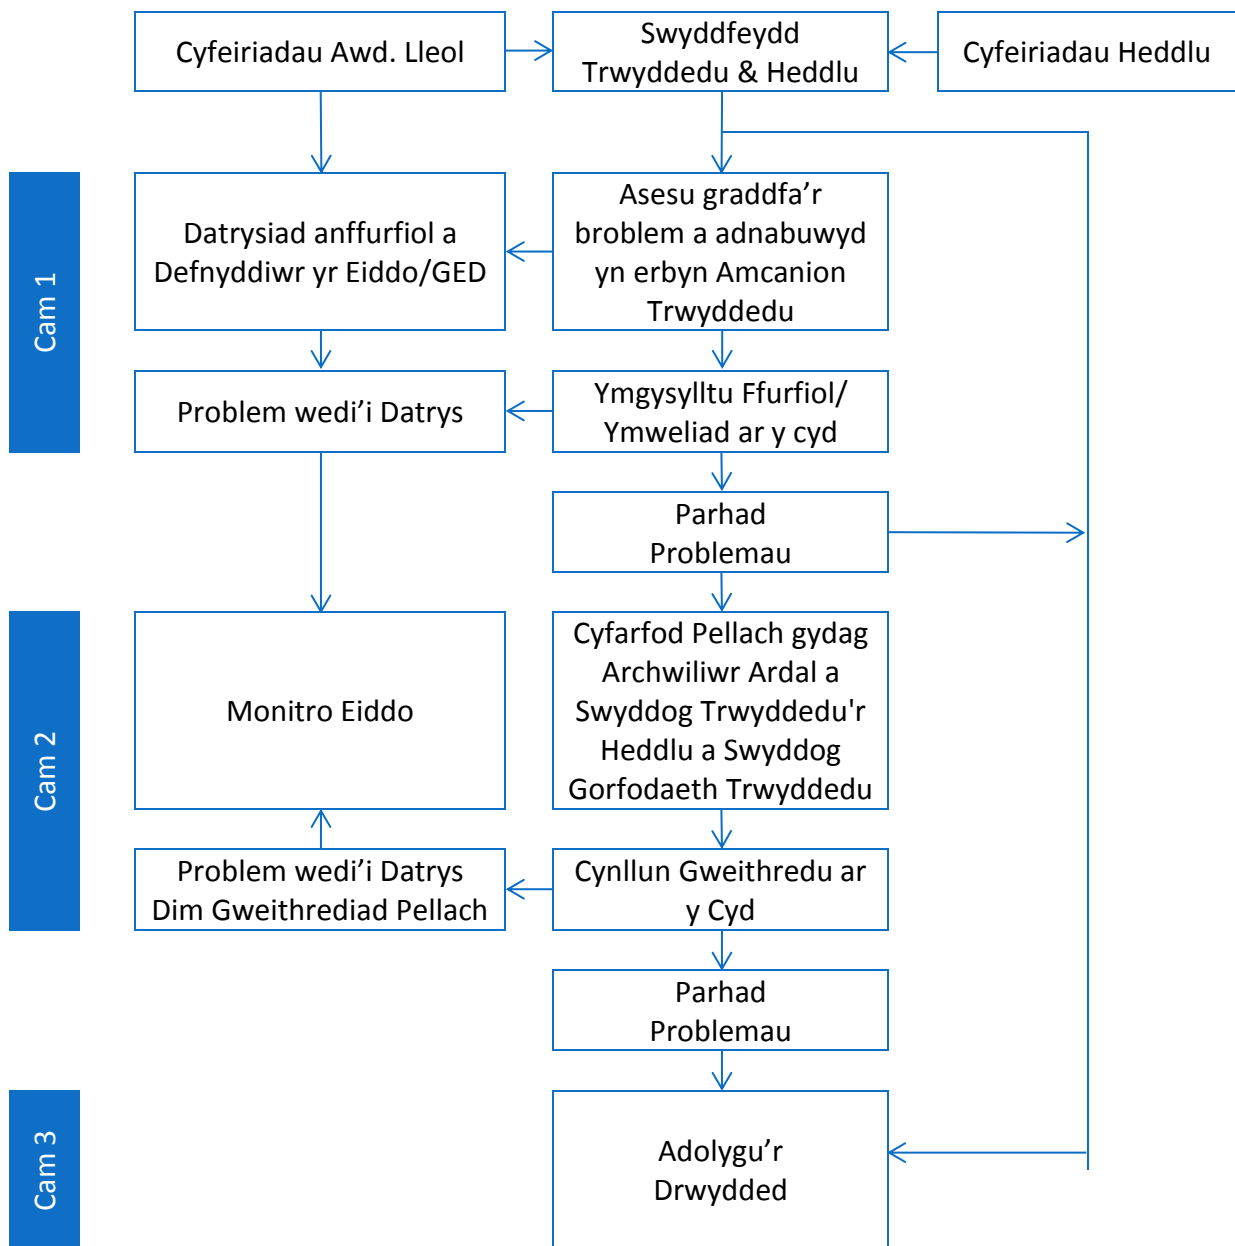 Cyfeiriadau Awd. Lleol
Swyddfeydd
Trwyddedu & Heddlu
Cyfeiriadau Heddlu
Cam 1
Datrysiad anffurfiol a
Defnyddiwr yr Eiddo/GED
Asesu graddfa’r
broblem a adnabuwyd
yn erbyn Amcanion
Trwyddedu
Problem wedi’i Datrys
Ymgysylltu Ffurfiol/
Ymweliad ar y cyd
Parhad
Problemau
Cam 2
Monitro Eiddo
Cyfarfod Pellach gydag
Archwiliwr Ardal a
Swyddog Trwyddedu'r
Heddlu a Swyddog
Gorfodaeth Trwyddedu
Problem wedi’i Datrys
Dim Gweithrediad Pellach
Cynllun Gweithredu ar
y Cyd
Parhad
Problemau
Cam 3
Adolygu’r
Drwydded